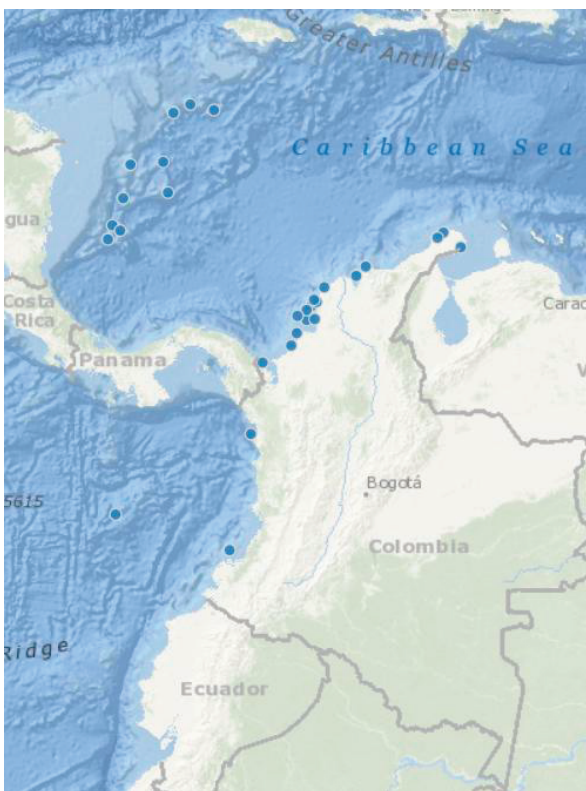 Greater Antilles
Caribbean Sea
gua
Costa
Rica
Carac
Panama
V
Bogotá
5615
Colombia
Ridge
Ecuador